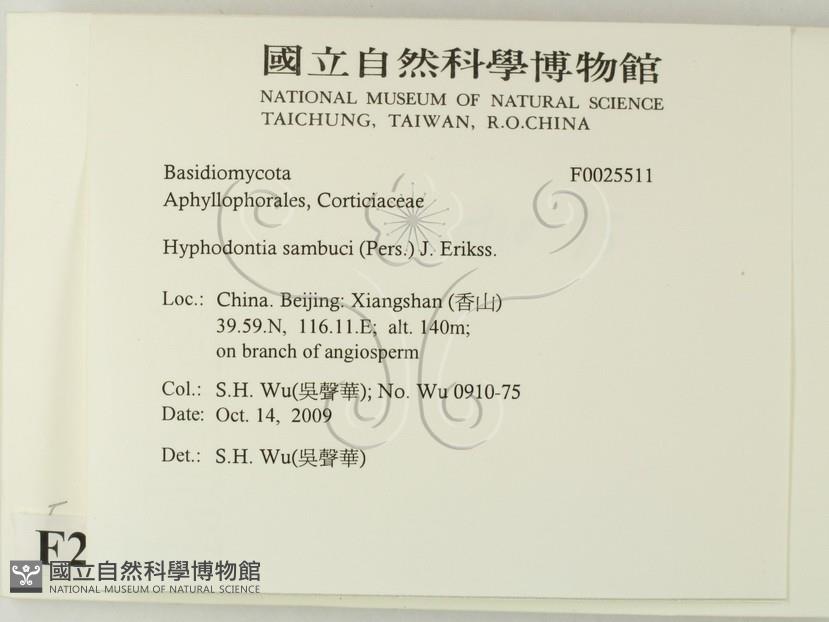 國立自然科學博物館
NATIONAL MUSEUM OF NATURAL SCIENCE
TAICHUNG, TAIWAN, R.O.CHINA
Basidiomycota F0025511
Aphyllophorales, Corticiaceae
Hyphodontia sambuci (Pers.) J. Erikss.
Loc.: China. Beijing: Xiangshan (香山)
39.59.N, 116.11.E; alt. 140m;
on branch of angiosperm
Col.: S.H. Wu(吳聲華); No. Wu 0910-75
Date: Oct. 14, 2009
Det.: S.H. Wu(吳聲華)
F2
國立自然科學博物館
NATIONAL MUSEUM OF NATURAL SCIENCE